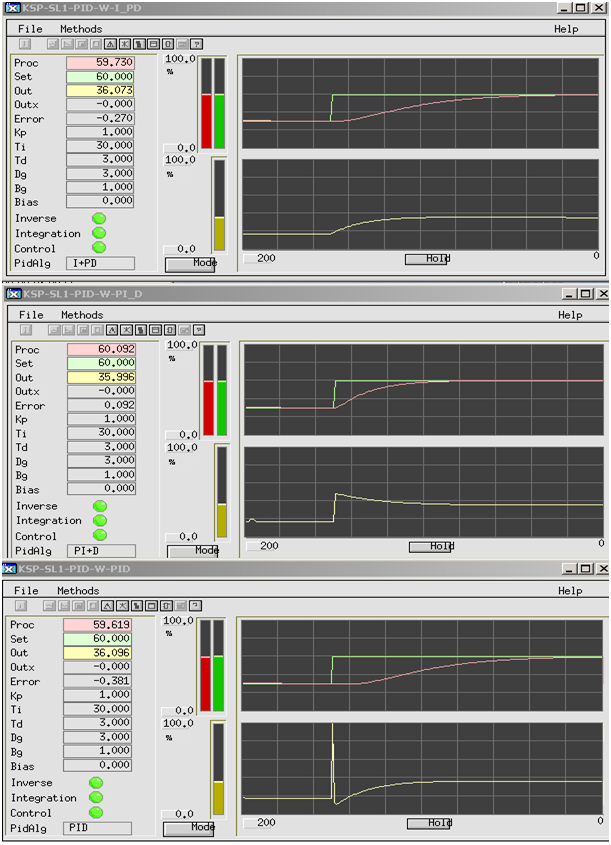 KSP-SL1-PID-W-I_PD
File Methods Help
Proc 59.730
Set 60.000
Out 36.073
Outx -0.000
Error -0.270
Kp 1.000
Ti 30.000
Td 3.000
Dg 3.000
Bg 1.000
Bias 0.000
Inverse
Integration
Control
PidAlg I+PD
100.0
%
0.0
100.0
%
0.0
Mode
200 Hold 0
KSP-SL1-PID-W-PI_D
File Methods Help
Proc 60.092
Set 60.000
Out 35.996
Outx -0.000
Error 0.092
Kp 1.000
Ti 30.000
Td 3.000
Dg 3.000
Bg 1.000
Bias 0.000
Inverse
Integration
Control
PidAlg PI+D
100.0
%
0.0
100.0
%
0.0
Mode
200 Hold 0
KSP-SL1-PID-W-PID
File Methods Help
Proc 59.619
Set 60.000
Out 36.096
Outx -0.000
Error -0.381
Kp 1.000
Ti 30.000
Td 3.000
Dg 3.000
Bg 1.000
Bias 0.000
Inverse
Integration
Control
PidAlg PID
100.0
%
0.0
100.0
%
0.0
Mode
200 Hold 0